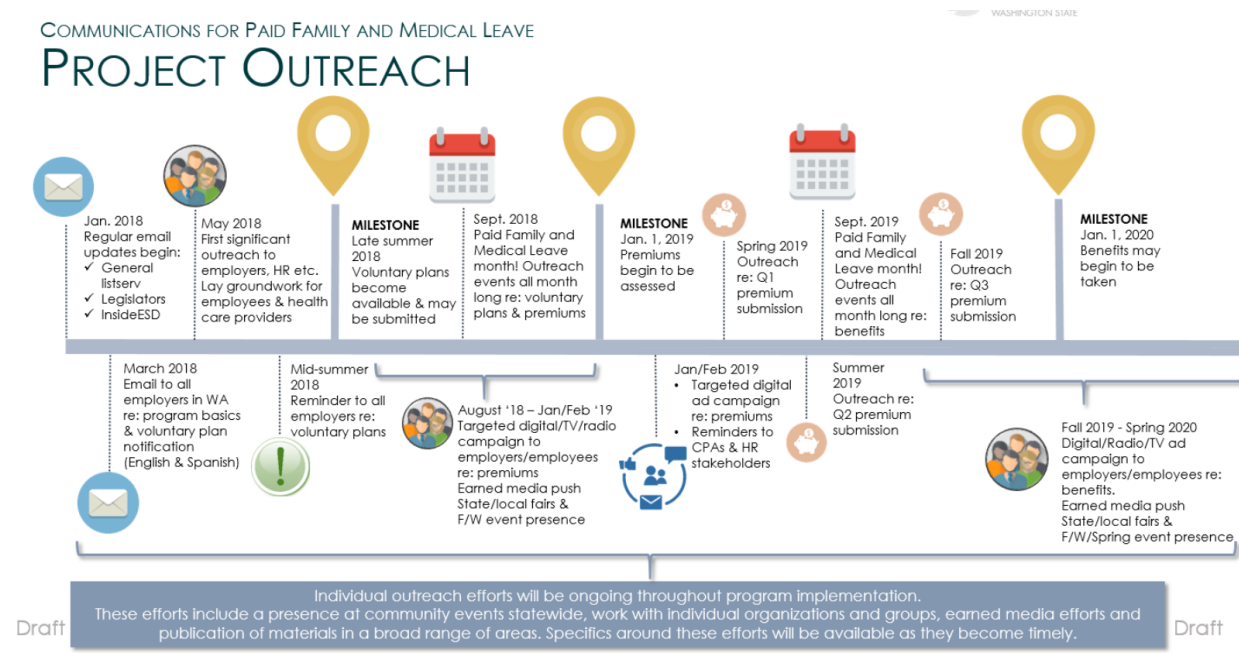 WASHINGTON STATE
COMMUNICATIONS FOR PAID FAMILY AND MEDICAL LEAVE
PROJECT OUTREACH
Jan. 2018
Regular email
updates begin:
✓ General
listserv
✓ Legislators
✓ InsideESD
May 2018
First significant
outreach to
employers, HR etc.
Lay groundwork for
employees & health
care providers
MILESTONE
Late summer
2018
Voluntary plans
become
available & may
be submitted
Sept. 2018
Paid Family and
Medical Leave
month! Outreach
events all month
long re: voluntary
plans & premiums
MILESTONE
Jan. 1, 2019
Premiums
begin to be
assessed
Spring 2019
Outreach
re: Q1
premium
submission
Sept. 2019
Paid Family
and Medical
Leave month!
Outreach
events all
month long re:
benefits
Fall 2019
Outreach
re: Q3
premium
submission
MILESTONE
Jan. 1, 2020
Benefits may
begin to be
taken
March 2018
Email to all
employers in WA
re: program basics
& voluntary plan
notification
(English & Spanish)
Mid-summer
2018
Reminder to all
employers re:
voluntary plans
August '18 – Jan/Feb '19
Targeted digital/TV/radio
campaign to
employers/employees
re: premiums
Earned media push
State/local fairs &
F/W event presence
Jan/Feb 2019
• Targeted digital
ad campaign
re: premiums
• Reminders to
CPAs & HR
stakeholders
Summer
2019
Outreach re:
Q2 premium
submission
Fall 2019 - Spring 2020
Digital/Radio/TV ad
campaign to
employers/employees re:
benefits.
Earned media push
State/local fairs &
F/W/Spring event presence
Individual outreach efforts will be ongoing throughout program implementation.
These efforts include a presence at community events statewide, work with individual organizations and groups, earned media efforts and
publication of materials in a broad range of areas. Specifics around these efforts will be available as they become timely.
Draft
Draft